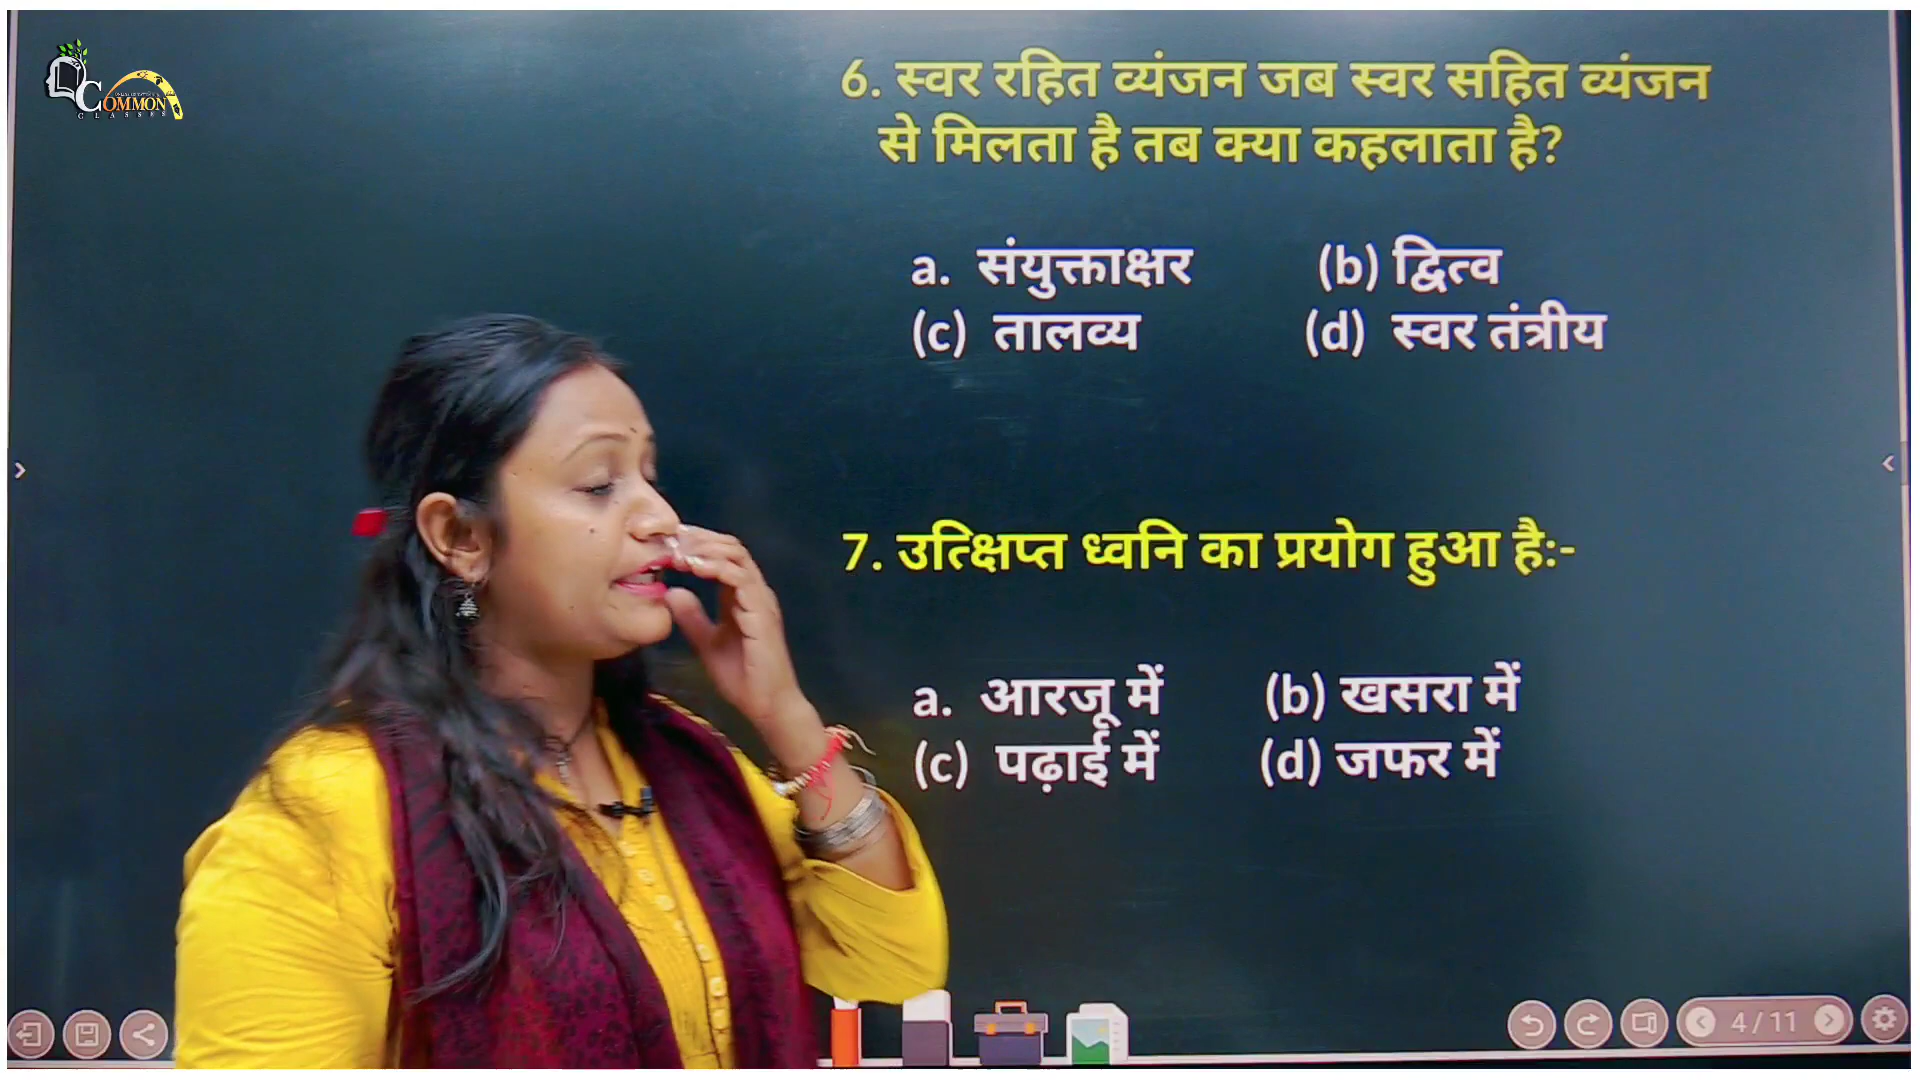 COMMON
CLASSES
6. स्वर रहित व्यंजन जब स्वर सहित व्यंजन
से मिलता है तब क्या कहलाता है?
a. संयुक्ताक्षर (b) द्वित्व
(c) तालव्य (d) स्वर तंत्रीय
7. उत्क्षिप्त ध्वनि का प्रयोग हुआ है:-
a. आरजू में (b) खसरा में
(c) पढ़ाई में (d) जफर में
4/11